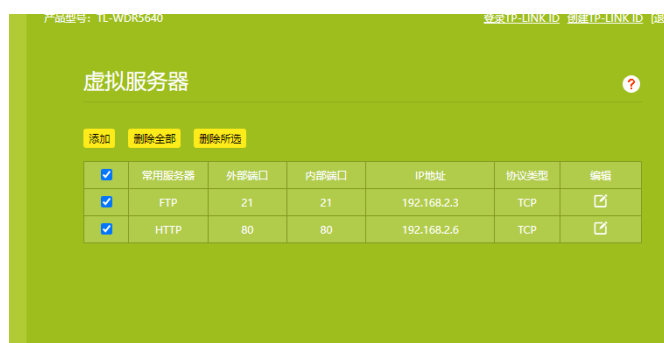 产品型号：TL-WDR5640 登录TP-LINK ID 创建TP-LINK ID [退
虚拟服务器 ?
添加 删除全部 删除所选
常用服务器 外部端口 内部端口 IP地址 协议类型 编辑
FTP 21 21 192.168.2.3 TCP
HTTP 80 80 192.168.2.6 TCP